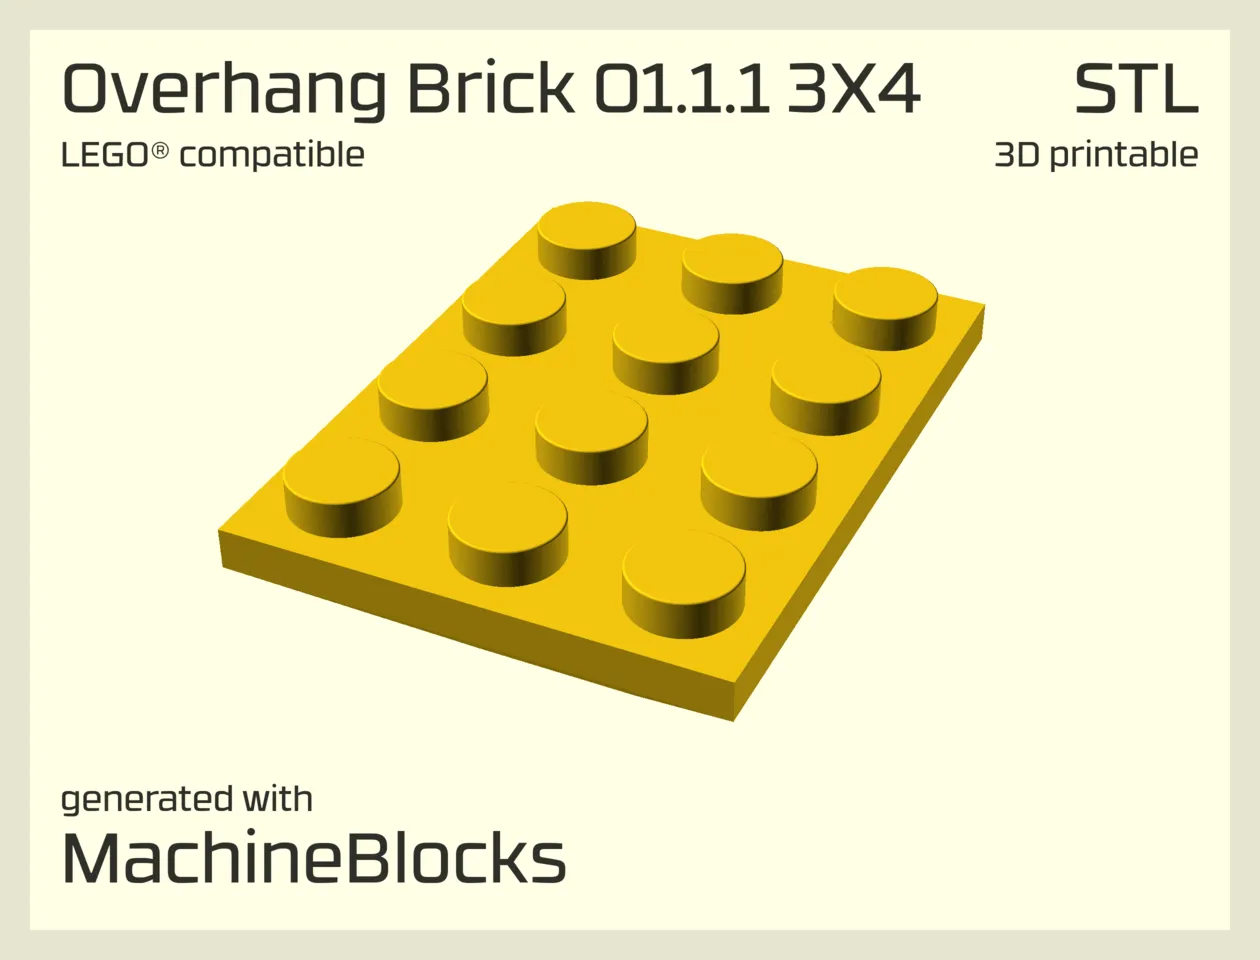 Overhang Brick 01.1.1 3X4
STL
LEGO® compatible
3D printable
generated with
MachineBlocks